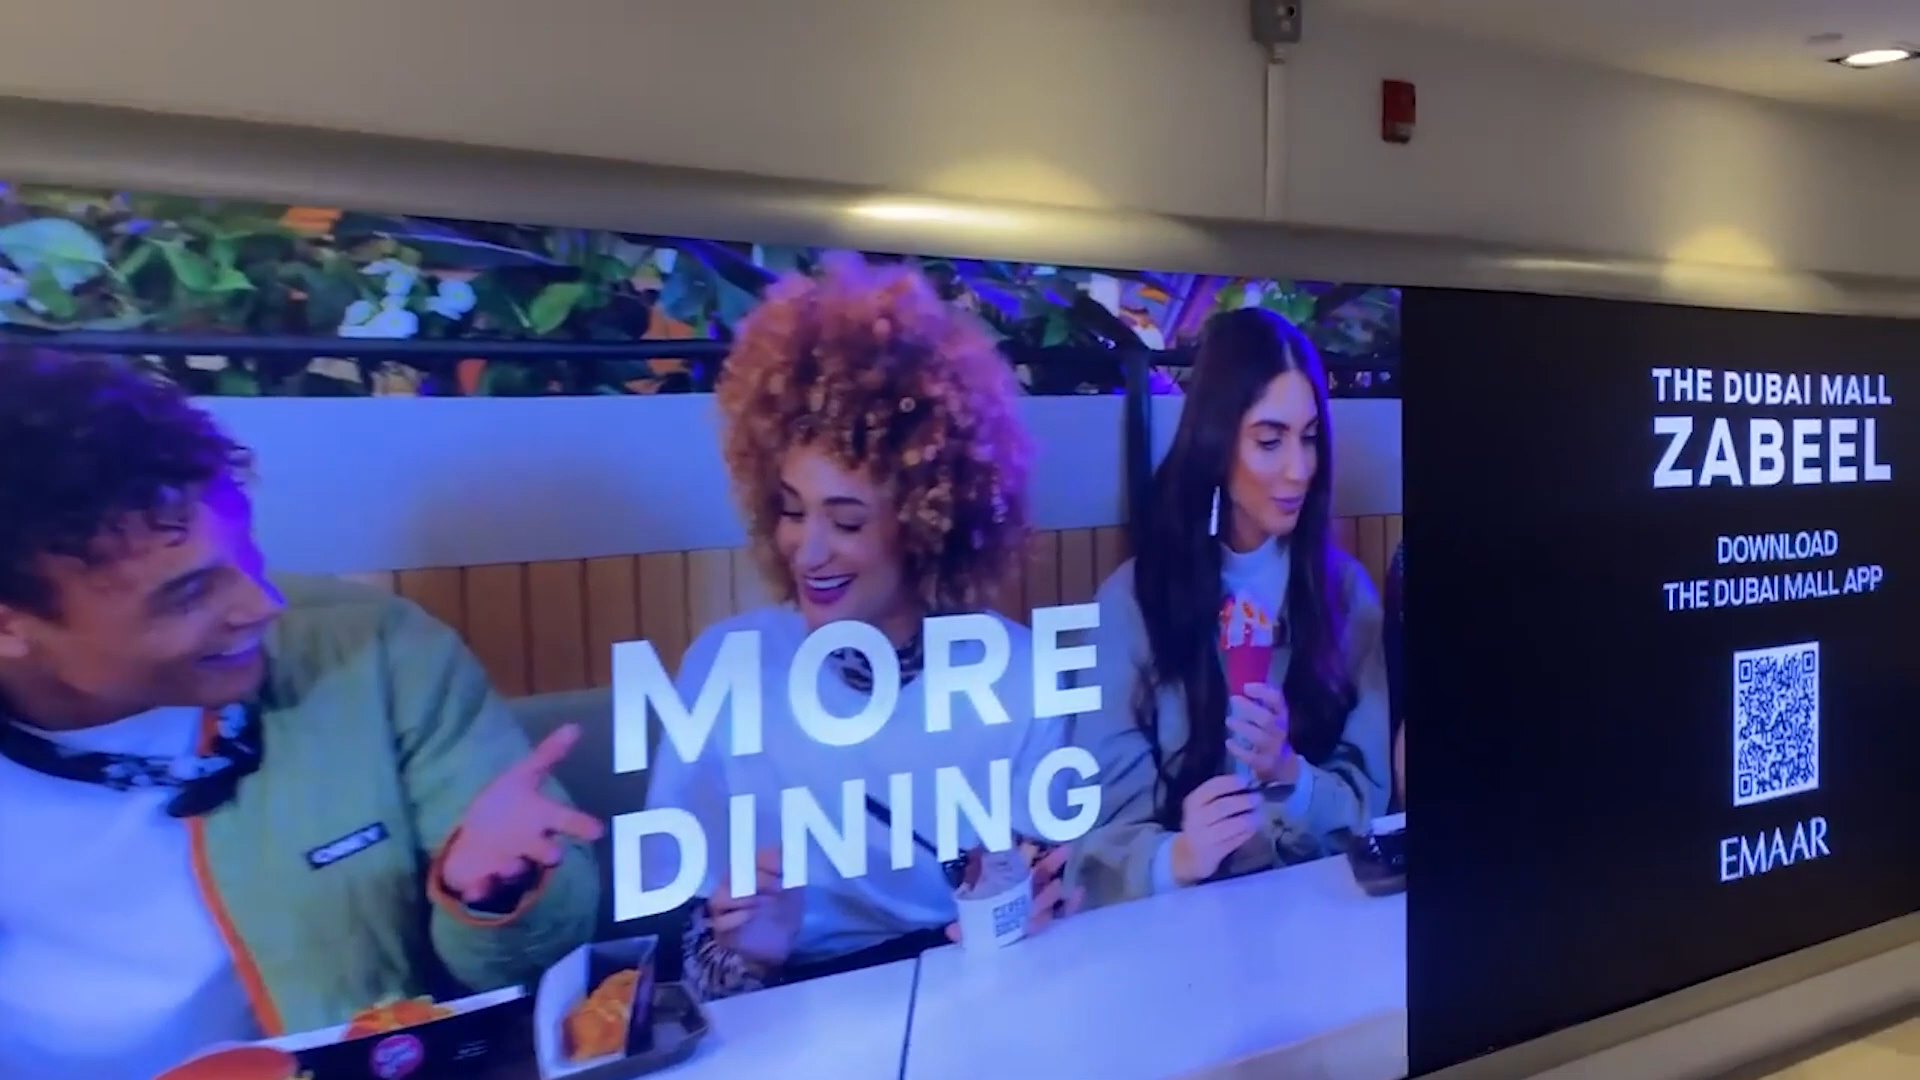 MORE
DINING
THE DUBAI MALL
ZABEEL
DOWNLOAD
THE DUBAI MALL APP
EMAAR